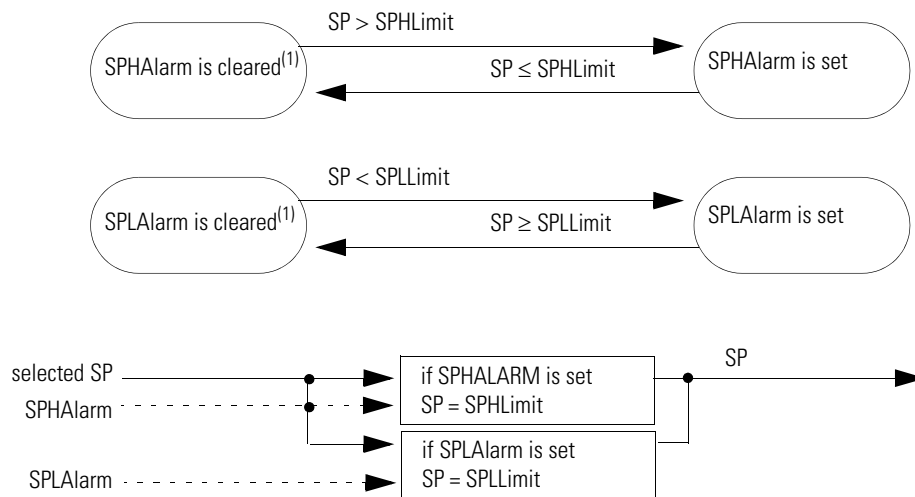 SP > SPHLimit
SPHAlarm is cleared(1)
SP ≤ SPHLimit
SPHAlarm is set
SP < SPLLimit
SPLAlarm is cleared(1)
SP ≥ SPLLimit
SPLAlarm is set
selected SP
SPHAlarm
SPLAlarm
if SPHALARM is set
SP = SPHLimit
if SPLAlarm is set
SP = SPLLimit
SP